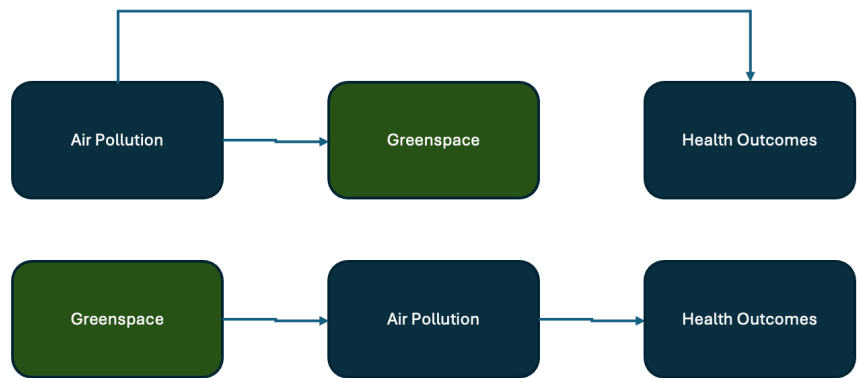 Air Pollution
Greenspace
Health Outcomes
Greenspace
Air Pollution
Health Outcomes